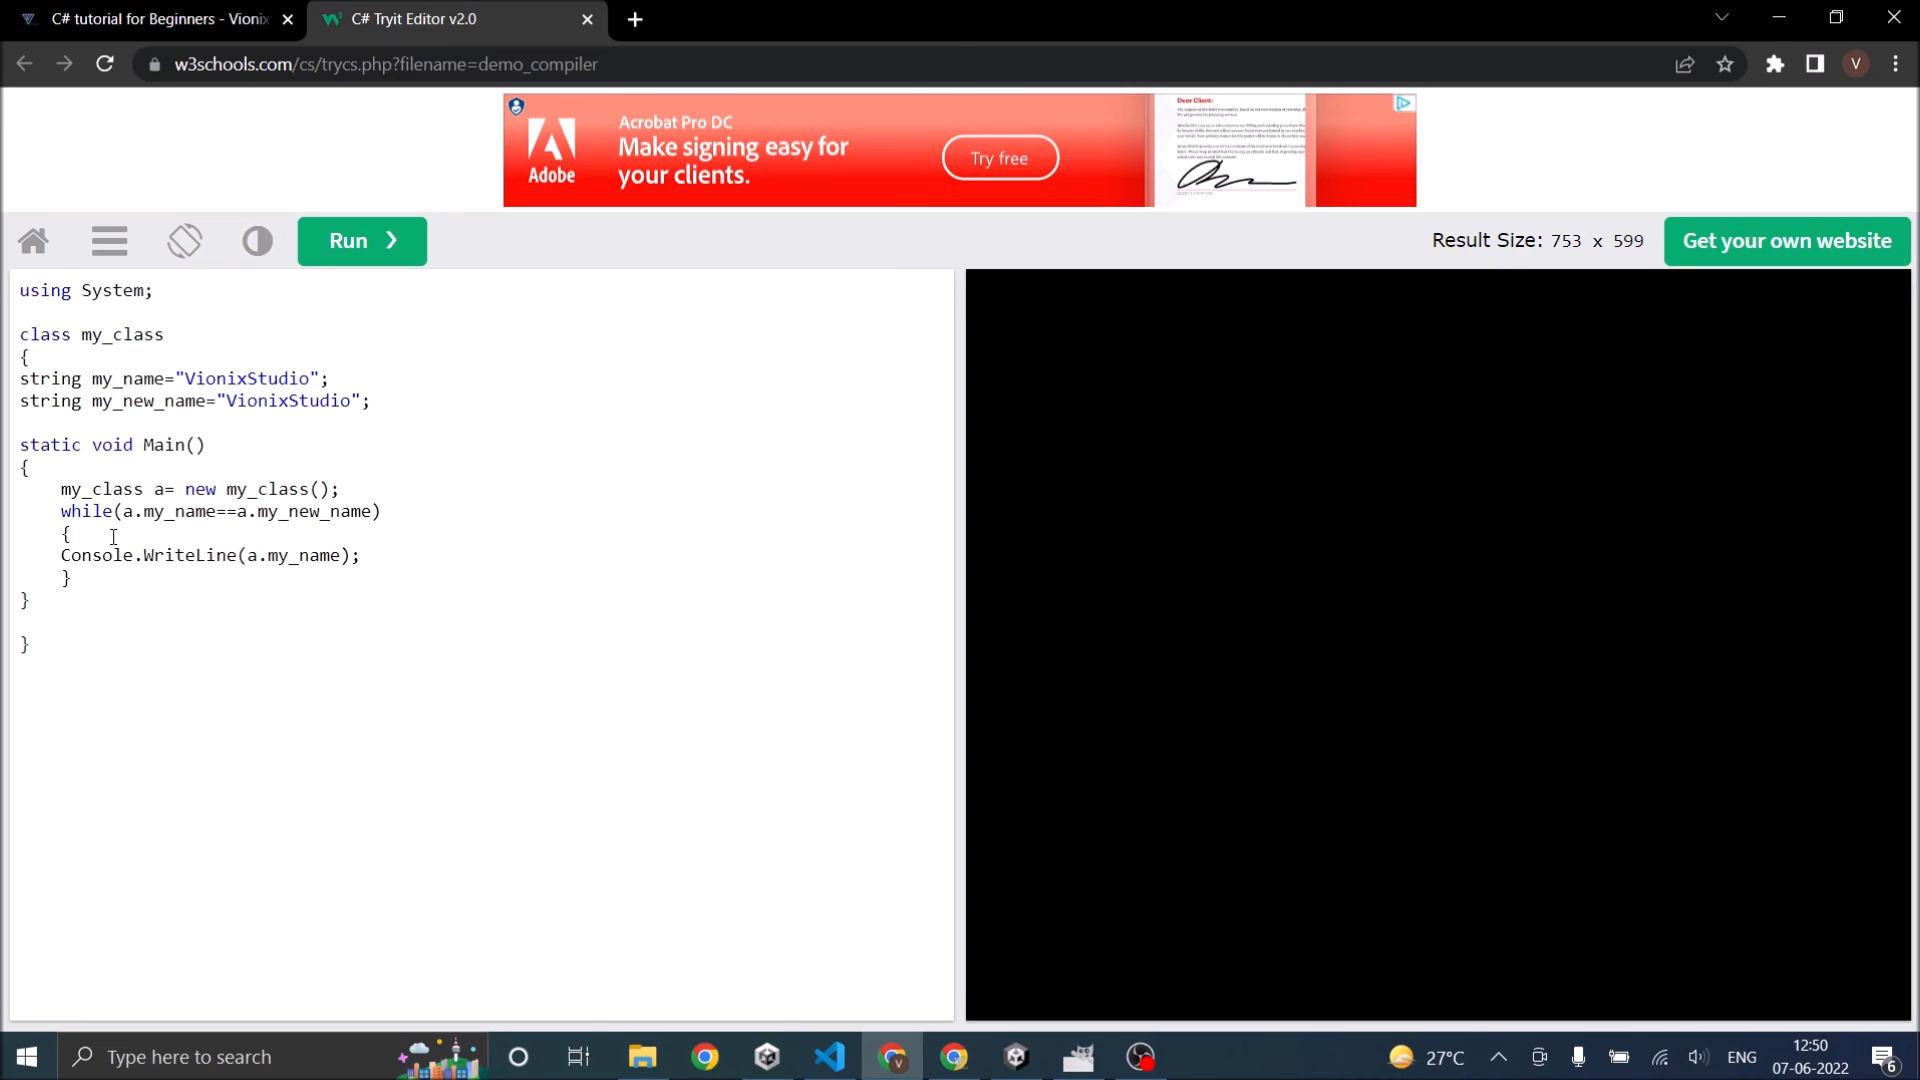 C# tutorial for Beginners - Vionix
C# Tryit Editor v2.0
w3schools.com/cs/trycs.php?filename=demo_compiler
V
Adobe
Acrobat Pro DC
Make signing easy for
your clients.
Try free
Dear Client:
Run ❯
Result Size: 753 x 599
Get your own website
using System;
class my_class
{
string my_name="VionixStudio";
string my_new_name="VionixStudio";
static void Main()
{
my_class a= new my_class();
while(a.my_name==a.my_new_name)
{
Console.WriteLine(a.my_name);
}
}
}
Type here to search
27°C
ENG
12:50
07-06-2022
6